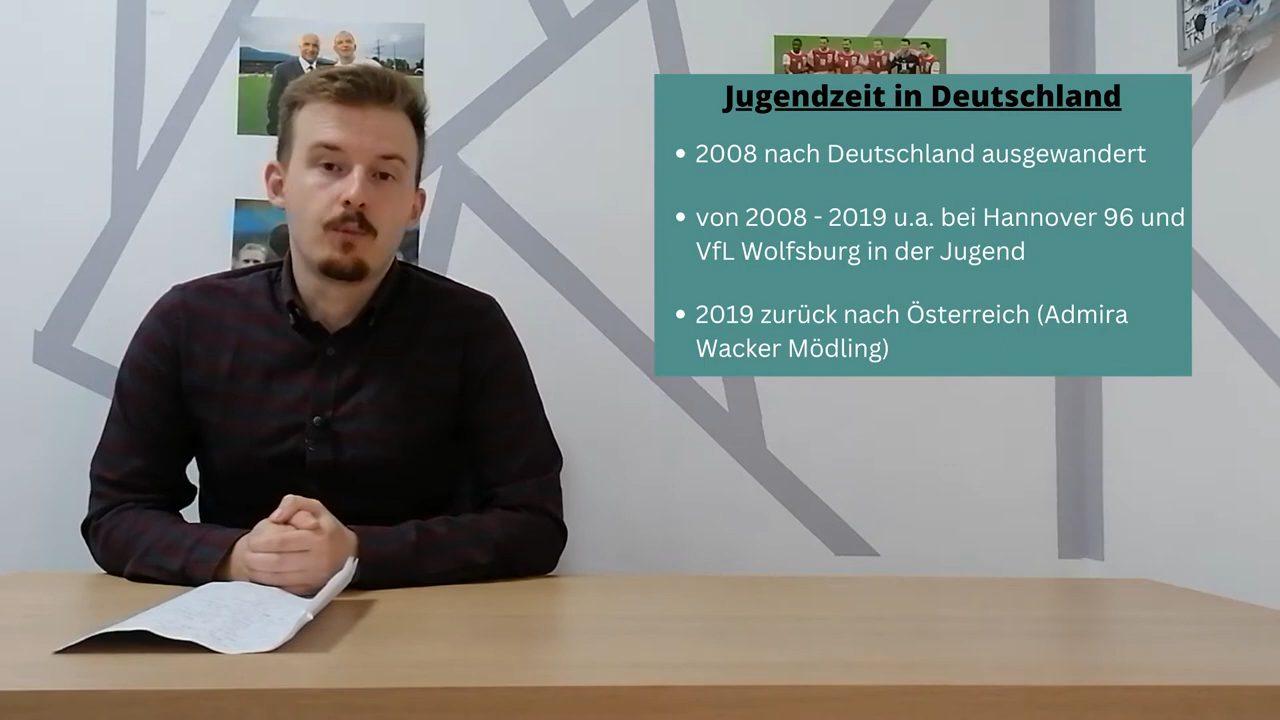 Jugendzeit in Deutschland
• 2008 nach Deutschland ausgewandert
• von 2008 - 2019 u.a. bei Hannover 96 und
VfL Wolfsburg in der Jugend
• 2019 zurück nach Österreich (Admira
Wacker Mödling)